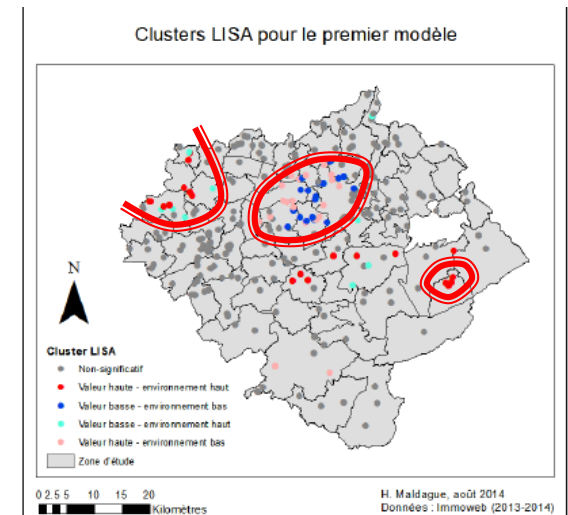 Clusters LISA pour le premier modèle
N
Cluster LISA
Non-significatif
Valeur haute - environnement haut
Valeur basse - environnement bas
Valeur basse - environnement haut
Valeur haute - environnement bas
Zone d'étude
0 2.5 5 10 15 20
Kilomètres
H. Maldague, août 2014
Données : Immoweb (2013-2014)